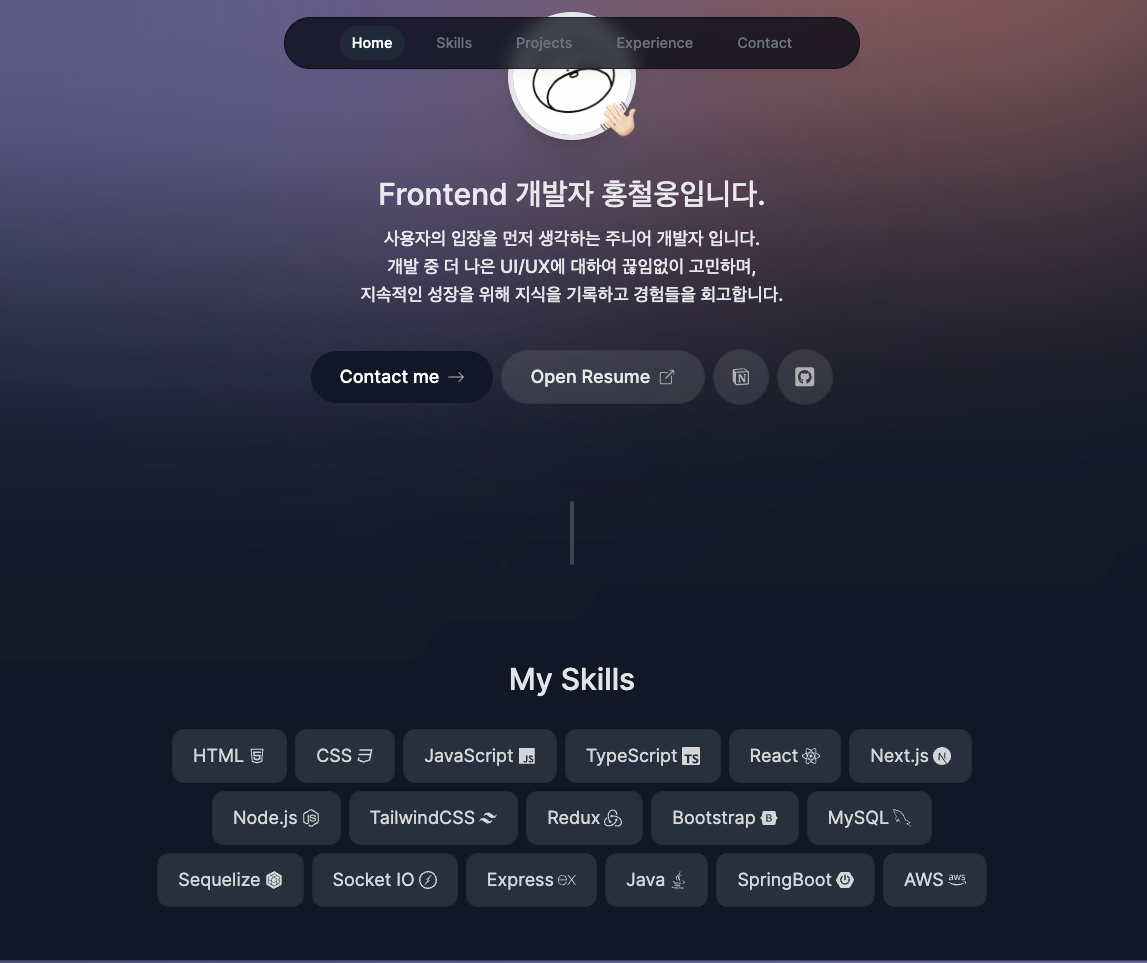 Home Skills Projects Experience Contact
Frontend 개발자 홍철웅입니다.
사용자의 입장을 먼저 생각하는 주니어 개발자 입니다.
개발 중 더 나은 UI/UX에 대하여 끊임없이 고민하며,
지속적인 성장을 위해 지식을 기록하고 경험들을 회고합니다.
Contact me → Open Resume
My Skills
HTML CSS JavaScript JS TypeScript TS React Next.js N
Node.js JS TailwindCSS Redux Bootstrap B MySQL
Sequelize Socket IO Express ex Java SpringBoot AWS aws